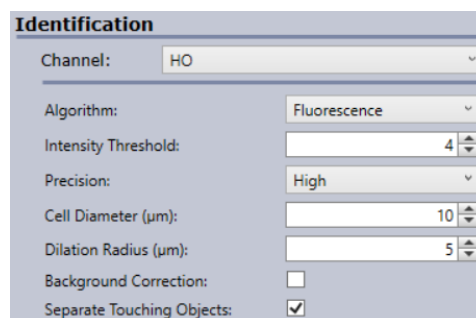 Identification
Channel: HO
Algorithm: Fluorescence
Intensity Threshold: 4
Precision: High
Cell Diameter (µm): 10
Dilation Radius (µm): 5
Background Correction:
Separate Touching Objects: